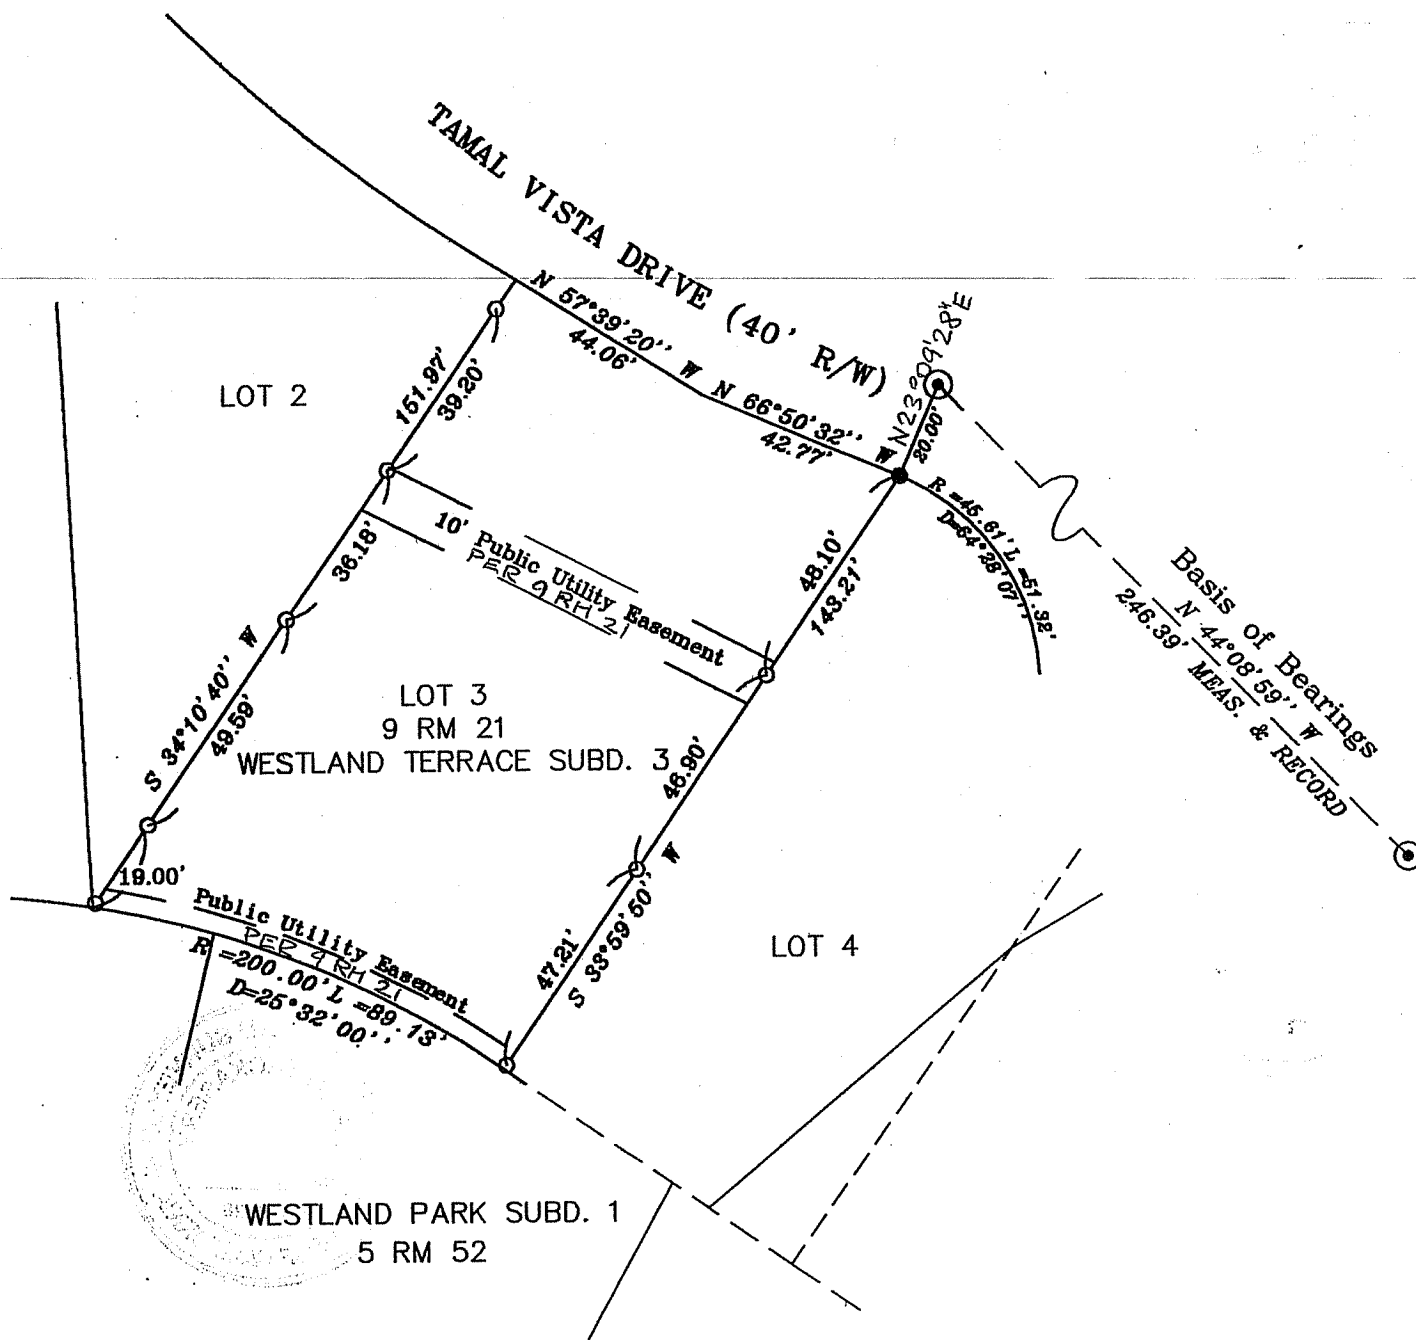 TAMAL VISTA DRIVE (40' R/W)
N 57°39'20'' W
44.06'
N 66°50'32'' W
42.77'
N23°09'28"E
20.00'
R =45.61' L =51.32'
D=64°28'07''
Basis of Bearings
N 44°08'59'' W
246.39' MEAS. & RECORD
LOT 2
151.97'
39.20'
36.18'
S 34°10'40'' W
49.59'
19.00'
10' Public Utility Easement
PER 9 RM 21
48.10'
143.21'
LOT 3
9 RM 21
WESTLAND TERRACE SUBD. 3
46.90'
47.21'
S 33°59'50'' W
LOT 4
Public Utility Easement
PER 9 RM 21
R =200.00' L =89.13'
D=25°32'00''
WESTLAND PARK SUBD. 1
5 RM 52